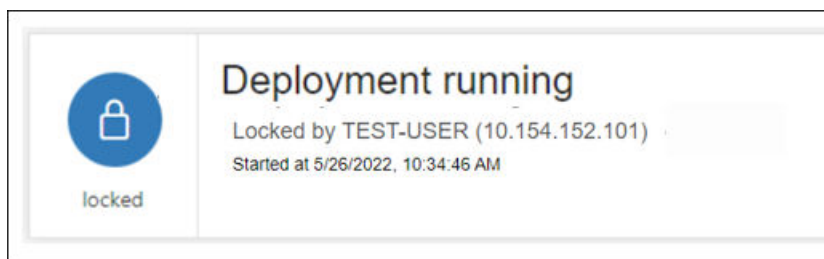 Deployment running
Locked by TEST-USER (10.154.152.101)
Started at 5/26/2022, 10:34:46 AM
locked